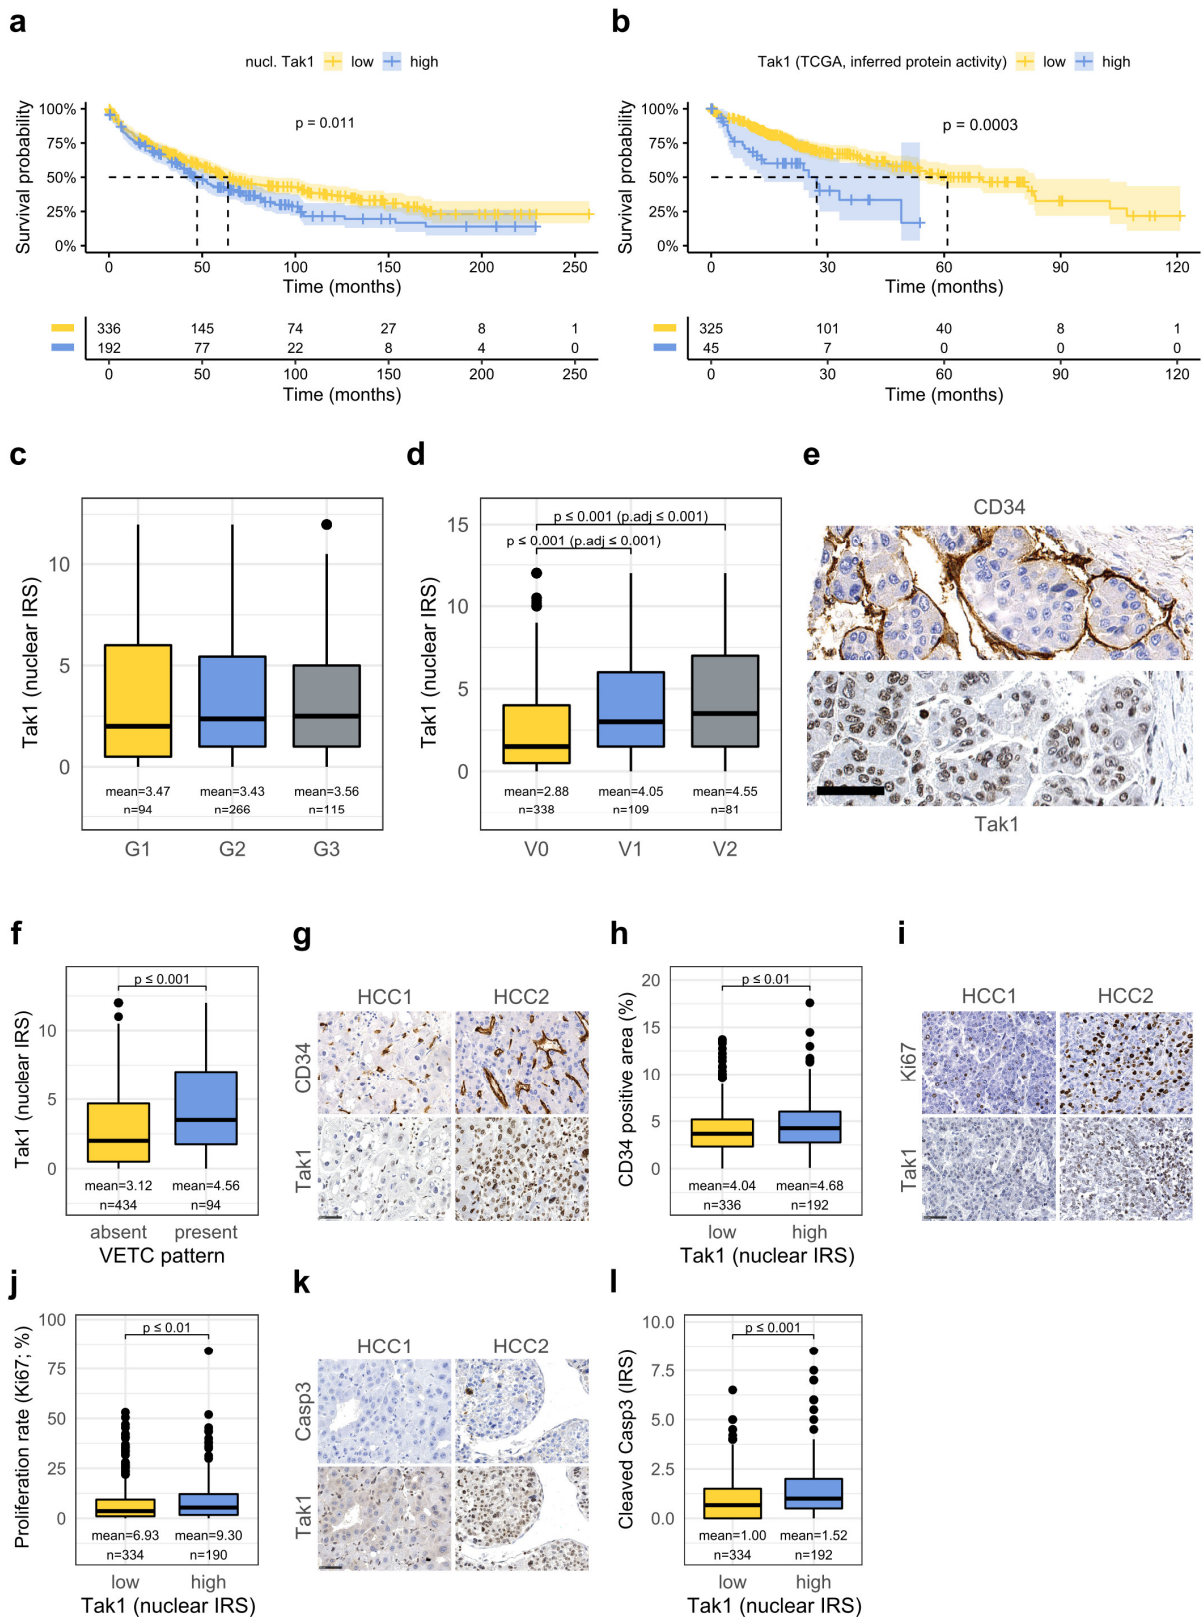 a
nucl. Tak1 low high
Survival probability
100%
75%
50%
25%
0%
p = 0.011
0 50 100 150 200 250
Time (months)
336 145 74 27 8 1
192 77 22 8 4 0
0 50 100 150 200 250
Time (months)
b
Tak1 (TCGA, inferred protein activity) low high
Survival probability
100%
75%
50%
25%
0%
p = 0.0003
0 30 60 90 120
Time (months)
325 101 40 8 1
45 7 0 0 0
0 30 60 90 120
Time (months)
c
Tak1 (nuclear IRS)
10
5
0
mean=3.47 mean=3.43 mean=3.56
n=94 n=266 n=115
G1 G2 G3
d
Tak1 (nuclear IRS)
15
10
5
0
p ≤ 0.001 (p.adj ≤ 0.001)
p ≤ 0.001 (p.adj ≤ 0.001)
mean=2.88 mean=4.05 mean=4.55
n=338 n=109 n=81
V0 V1 V2
e
CD34
Tak1
f
Tak1 (nuclear IRS)
10
5
0
p ≤ 0.001
mean=3.12 mean=4.56
n=434 n=94
absent present
VETC pattern
g
HCC1 HCC2
CD34
Tak1
h
CD34 positive area (%)
20
15
10
5
0
p ≤ 0.01
mean=4.04 mean=4.68
n=336 n=192
low high
Tak1 (nuclear IRS)
i
HCC1 HCC2
Ki67
Tak1
j
Proliferation rate (Ki67; %)
100
75
50
25
0
p ≤ 0.01
mean=6.93 mean=9.30
n=334 n=190
low high
Tak1 (nuclear IRS)
k
HCC1 HCC2
Casp3
Tak1
l
Cleaved Casp3 (IRS)
10.0
7.5
5.0
2.5
0.0
p ≤ 0.001
mean=1.00 mean=1.52
n=334 n=192
low high
Tak1 (nuclear IRS)